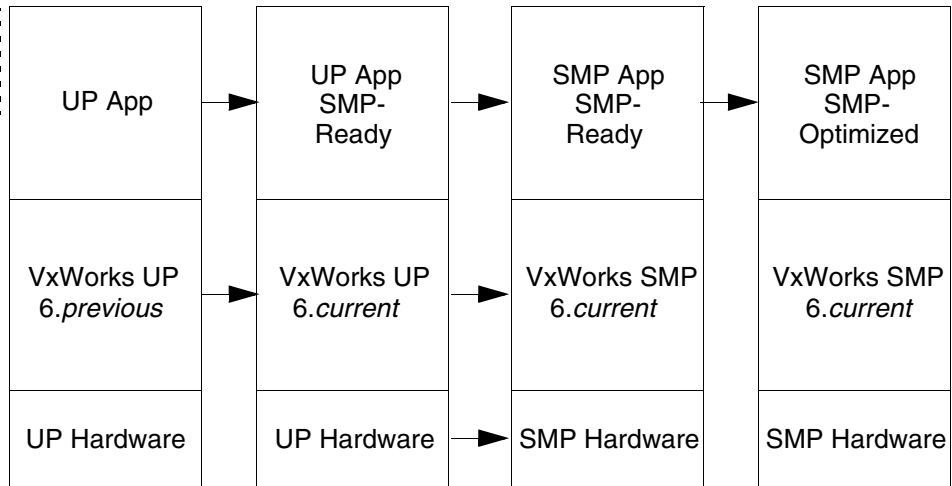 UP App
UP App
SMP-
Ready
SMP App
SMP-
Ready
SMP App
SMP-
Optimized
VxWorks UP
6.previous
VxWorks UP
6.current
VxWorks SMP
6.current
VxWorks SMP
6.current
UP Hardware
UP Hardware
SMP Hardware
SMP Hardware